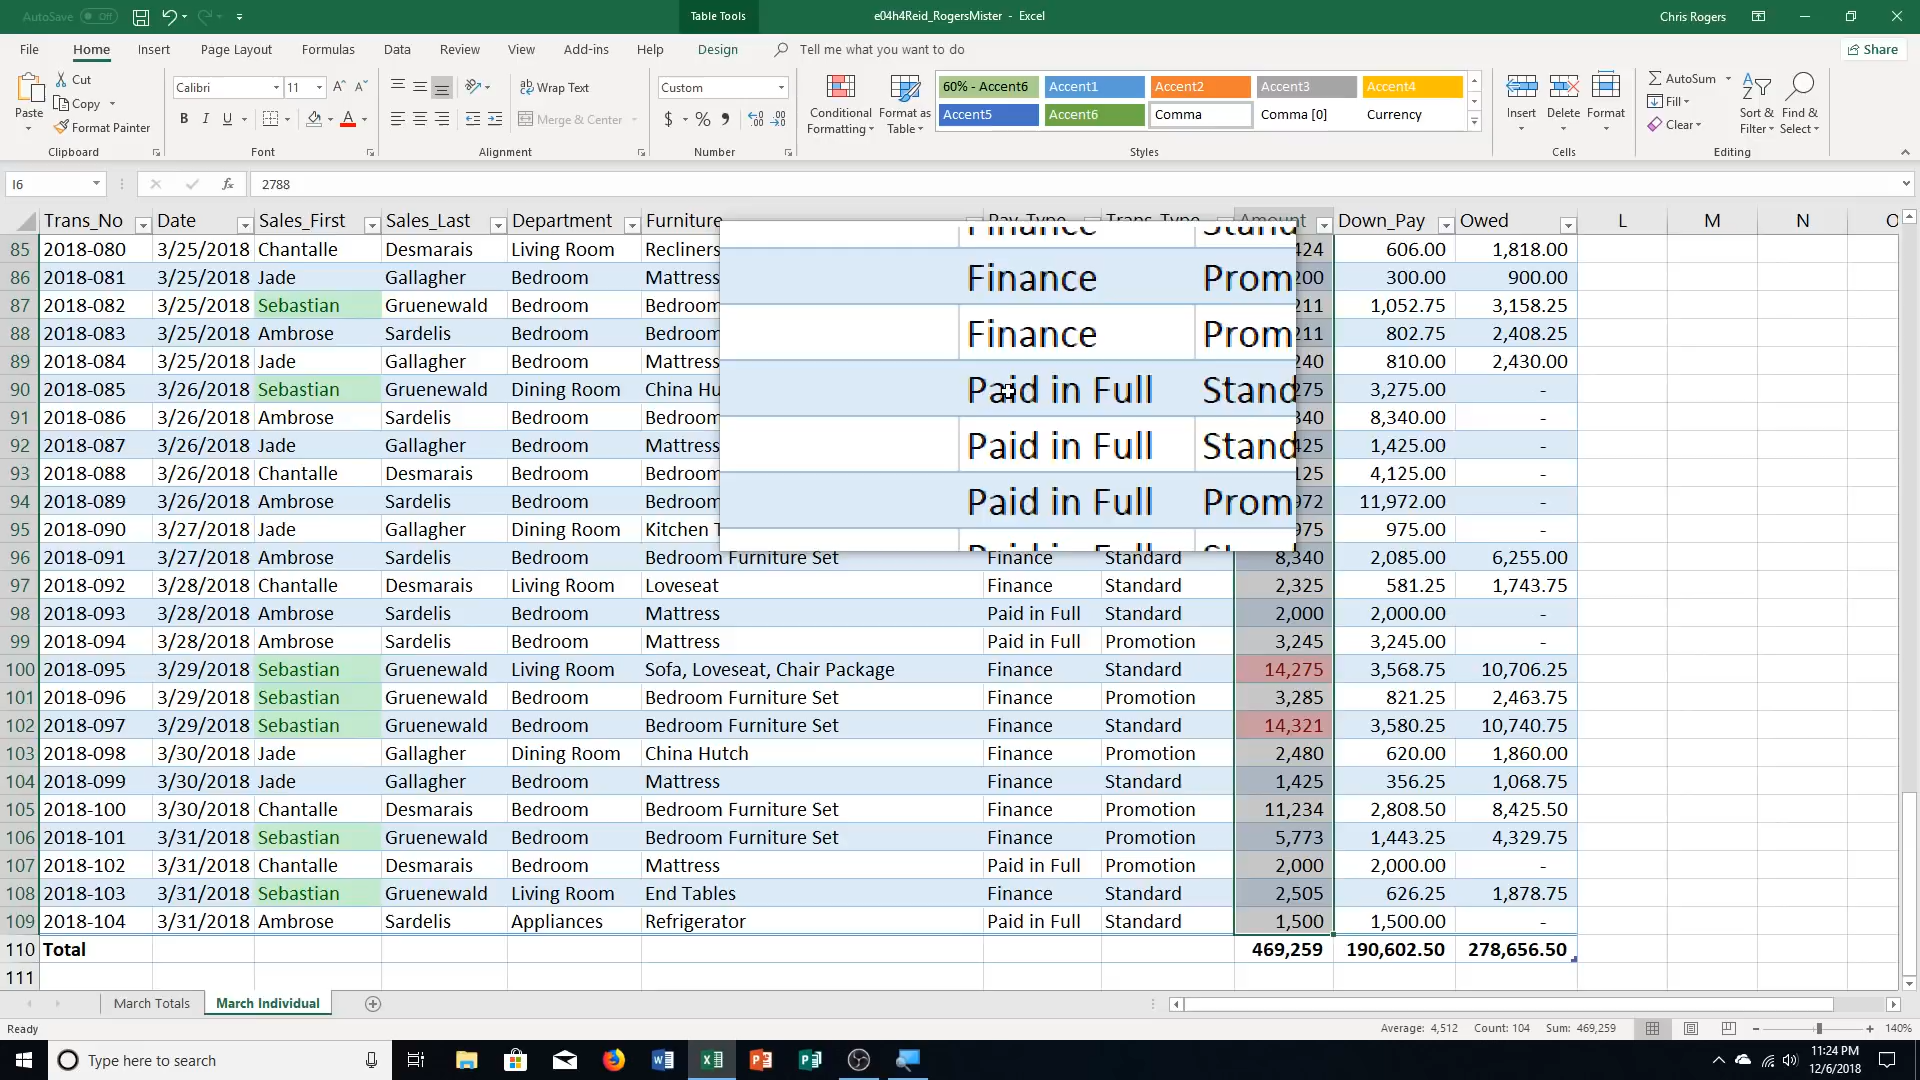 AutoSave Off
Table Tools
e04h4Reid_RogersMister - Excel
Chris Rogers
File Home Insert Page Layout Formulas Data Review View Add-ins Help Design Tell me what you want to do Share
Paste Cut Copy Format Painter
Calibri 11
B I U
Wrap Text
Merge & Center
Custom
$ %
Conditional Formatting
Format as Table
60% - Accent6 Accent1 Accent2 Accent3 Accent4
Accent5 Accent6 Comma Comma [0] Currency
Insert Delete Format
AutoSum Fill Clear
Sort & Filter
Find & Select
Clipboard Font Alignment Number Styles Cells Editing
I6 fx 2788
Trans_No Date Sales_First Sales_Last Department Furniture Pay_Type Trans_Type Amount Down_Pay Owed L M N
85 2018-080 3/25/2018 Chantalle Desmarais Living Room Recliners 606.00 1,818.00
86 2018-081 3/25/2018 Jade Gallagher Bedroom Mattress Finance Prom 300.00 900.00
87 2018-082 3/25/2018 Sebastian Gruenewald Bedroom Bedroom 1,052.75 3,158.25
88 2018-083 3/25/2018 Ambrose Sardelis Bedroom Bedroom Finance Prom 802.75 2,408.25
89 2018-084 3/25/2018 Jade Gallagher Bedroom Mattress 810.00 2,430.00
90 2018-085 3/26/2018 Sebastian Gruenewald Dining Room China Hu Paid in Full Stand 3,275.00 -
91 2018-086 3/26/2018 Ambrose Sardelis Bedroom Bedroom 8,340.00 -
92 2018-087 3/26/2018 Jade Gallagher Bedroom Mattress Paid in Full Stand 1,425.00 -
93 2018-088 3/26/2018 Chantalle Desmarais Bedroom Bedroom 4,125.00 -
94 2018-089 3/26/2018 Ambrose Sardelis Bedroom Bedroom Paid in Full Prom 11,972.00 -
95 2018-090 3/27/2018 Jade Gallagher Dining Room Kitchen T 975.00 -
96 2018-091 3/27/2018 Ambrose Sardelis Bedroom Bedroom Furniture Set Finance Standard 8,340 2,085.00 6,255.00
97 2018-092 3/28/2018 Chantalle Desmarais Living Room Loveseat Finance Standard 2,325 581.25 1,743.75
98 2018-093 3/28/2018 Ambrose Sardelis Bedroom Mattress Paid in Full Standard 2,000 2,000.00 -
99 2018-094 3/28/2018 Ambrose Sardelis Bedroom Mattress Paid in Full Promotion 3,245 3,245.00 -
100 2018-095 3/29/2018 Sebastian Gruenewald Living Room Sofa, Loveseat, Chair Package Finance Standard 14,275 3,568.75 10,706.25
101 2018-096 3/29/2018 Sebastian Gruenewald Bedroom Bedroom Furniture Set Finance Promotion 3,285 821.25 2,463.75
102 2018-097 3/29/2018 Sebastian Gruenewald Bedroom Bedroom Furniture Set Finance Standard 14,321 3,580.25 10,740.75
103 2018-098 3/30/2018 Jade Gallagher Dining Room China Hutch Finance Promotion 2,480 620.00 1,860.00
104 2018-099 3/30/2018 Jade Gallagher Bedroom Mattress Finance Standard 1,425 356.25 1,068.75
105 2018-100 3/30/2018 Chantalle Desmarais Bedroom Bedroom Furniture Set Finance Promotion 11,234 2,808.50 8,425.50
106 2018-101 3/31/2018 Sebastian Gruenewald Bedroom Bedroom Furniture Set Finance Promotion 5,773 1,443.25 4,329.75
107 2018-102 3/31/2018 Chantalle Desmarais Bedroom Mattress Paid in Full Promotion 2,000 2,000.00 -
108 2018-103 3/31/2018 Sebastian Gruenewald Living Room End Tables Finance Standard 2,505 626.25 1,878.75
109 2018-104 3/31/2018 Ambrose Sardelis Appliances Refrigerator Paid in Full Standard 1,500 1,500.00 -
110 Total 469,259 190,602.50 278,656.50
111
March Totals March Individual
Ready Average: 4,512 Count: 104 Sum: 469,259 140%
Type here to search
11:24 PM
12/6/2018